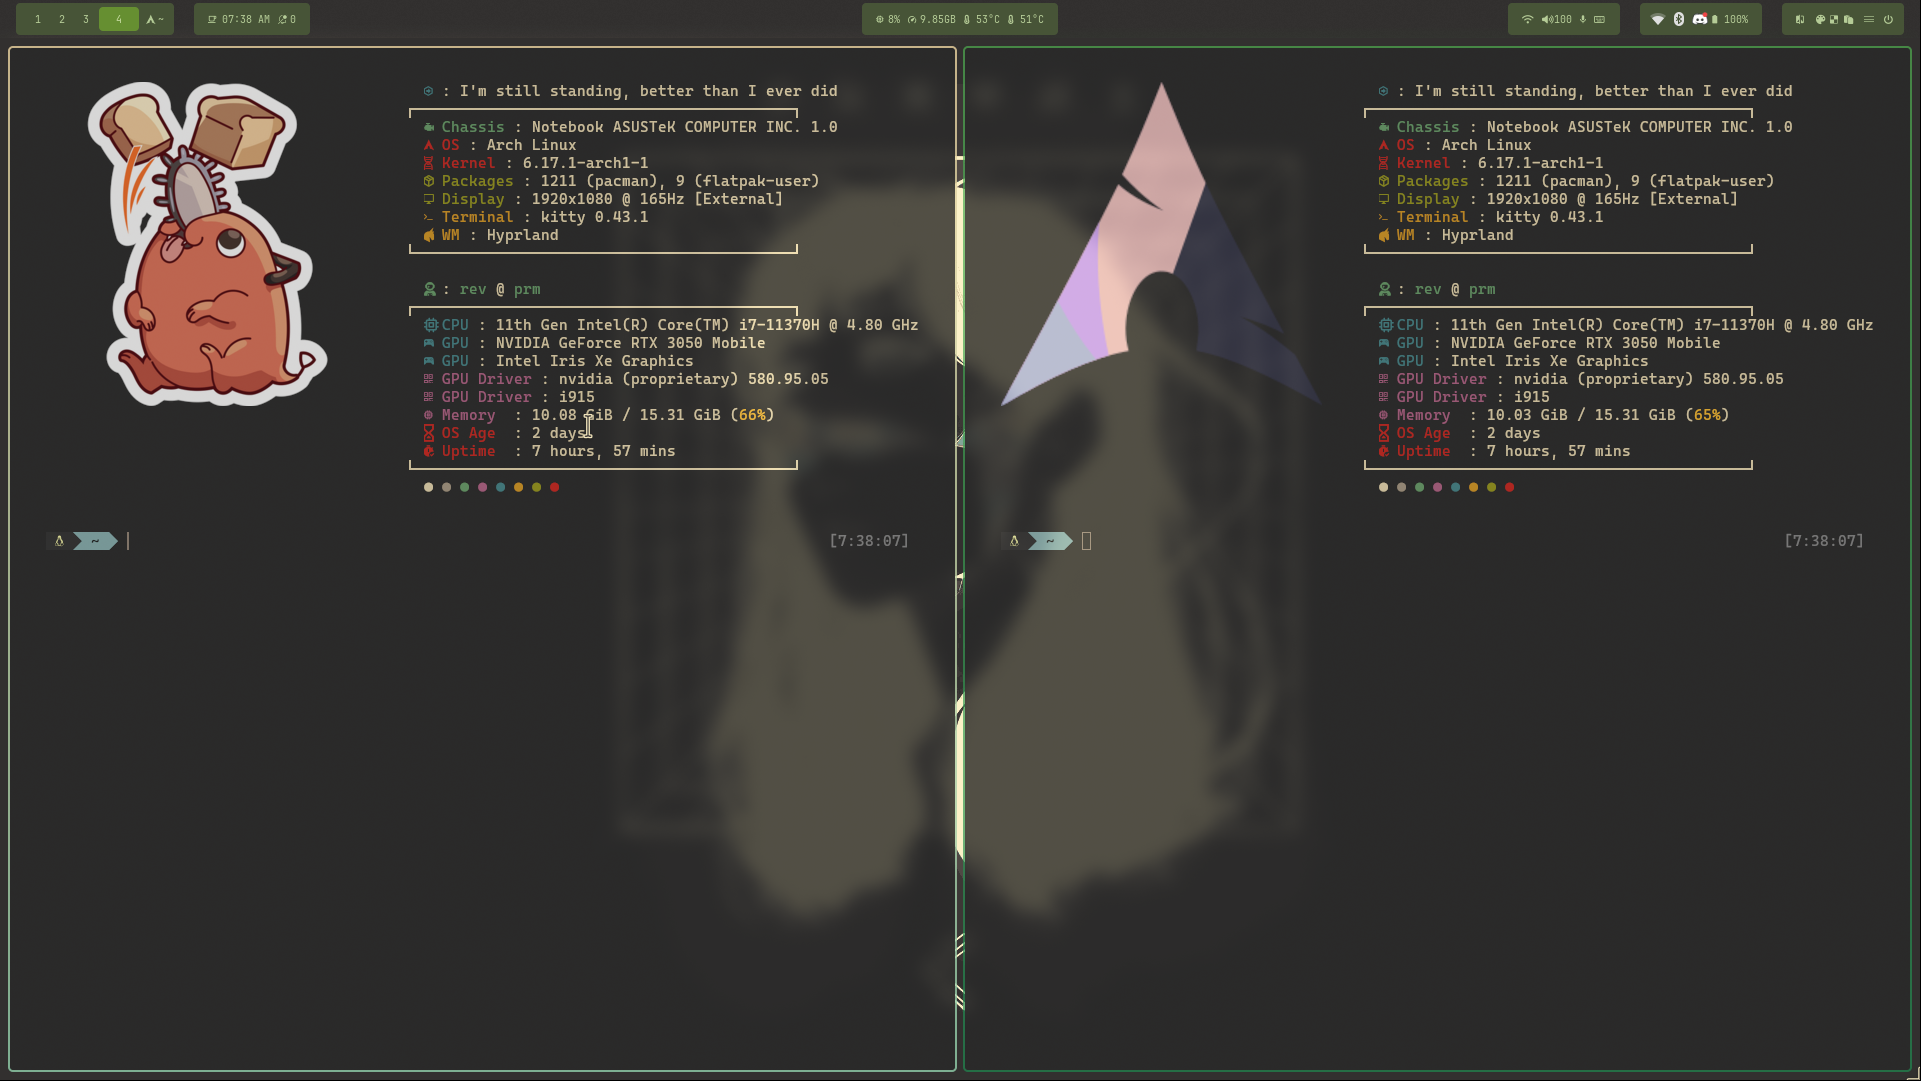 1 2 3 4 ~ 07:38 AM 0 8% 9.85GB 53°C 51°C 100 100%
: I'm still standing, better than I ever did
Chassis : Notebook ASUSTeK COMPUTER INC. 1.0
OS : Arch Linux
Kernel : 6.17.1-arch1-1
Packages : 1211 (pacman), 9 (flatpak-user)
Display : 1920x1080 @ 165Hz [External]
Terminal : kitty 0.43.1
WM : Hyprland
: rev @ prm
CPU : 11th Gen Intel(R) Core(TM) i7-11370H @ 4.80 GHz
GPU : NVIDIA GeForce RTX 3050 Mobile
GPU : Intel Iris Xe Graphics
GPU Driver : nvidia (proprietary) 580.95.05
GPU Driver : i915
Memory : 10.08 GiB / 15.31 GiB (66%)
OS Age : 2 days
Uptime : 7 hours, 57 mins
~ [7:38:07]
: I'm still standing, better than I ever did
Chassis : Notebook ASUSTeK COMPUTER INC. 1.0
OS : Arch Linux
Kernel : 6.17.1-arch1-1
Packages : 1211 (pacman), 9 (flatpak-user)
Display : 1920x1080 @ 165Hz [External]
Terminal : kitty 0.43.1
WM : Hyprland
: rev @ prm
CPU : 11th Gen Intel(R) Core(TM) i7-11370H @ 4.80 GHz
GPU : NVIDIA GeForce RTX 3050 Mobile
GPU : Intel Iris Xe Graphics
GPU Driver : nvidia (proprietary) 580.95.05
GPU Driver : i915
Memory : 10.03 GiB / 15.31 GiB (65%)
OS Age : 2 days
Uptime : 7 hours, 57 mins
~ [7:38:07]